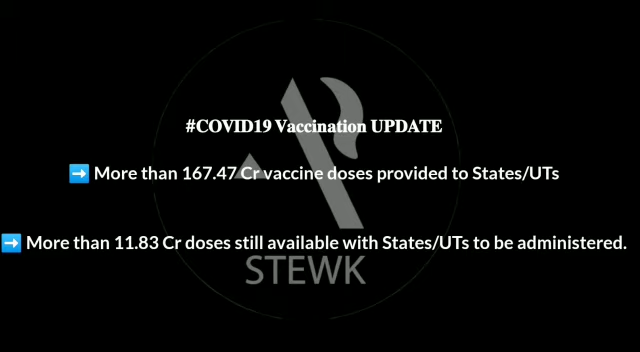 #COVID19 Vaccination UPDATE
➡️ More than 167.47 Cr vaccine doses provided to States/UTs
➡️ More than 11.83 Cr doses still available with States/UTs to be administered.
STEWK